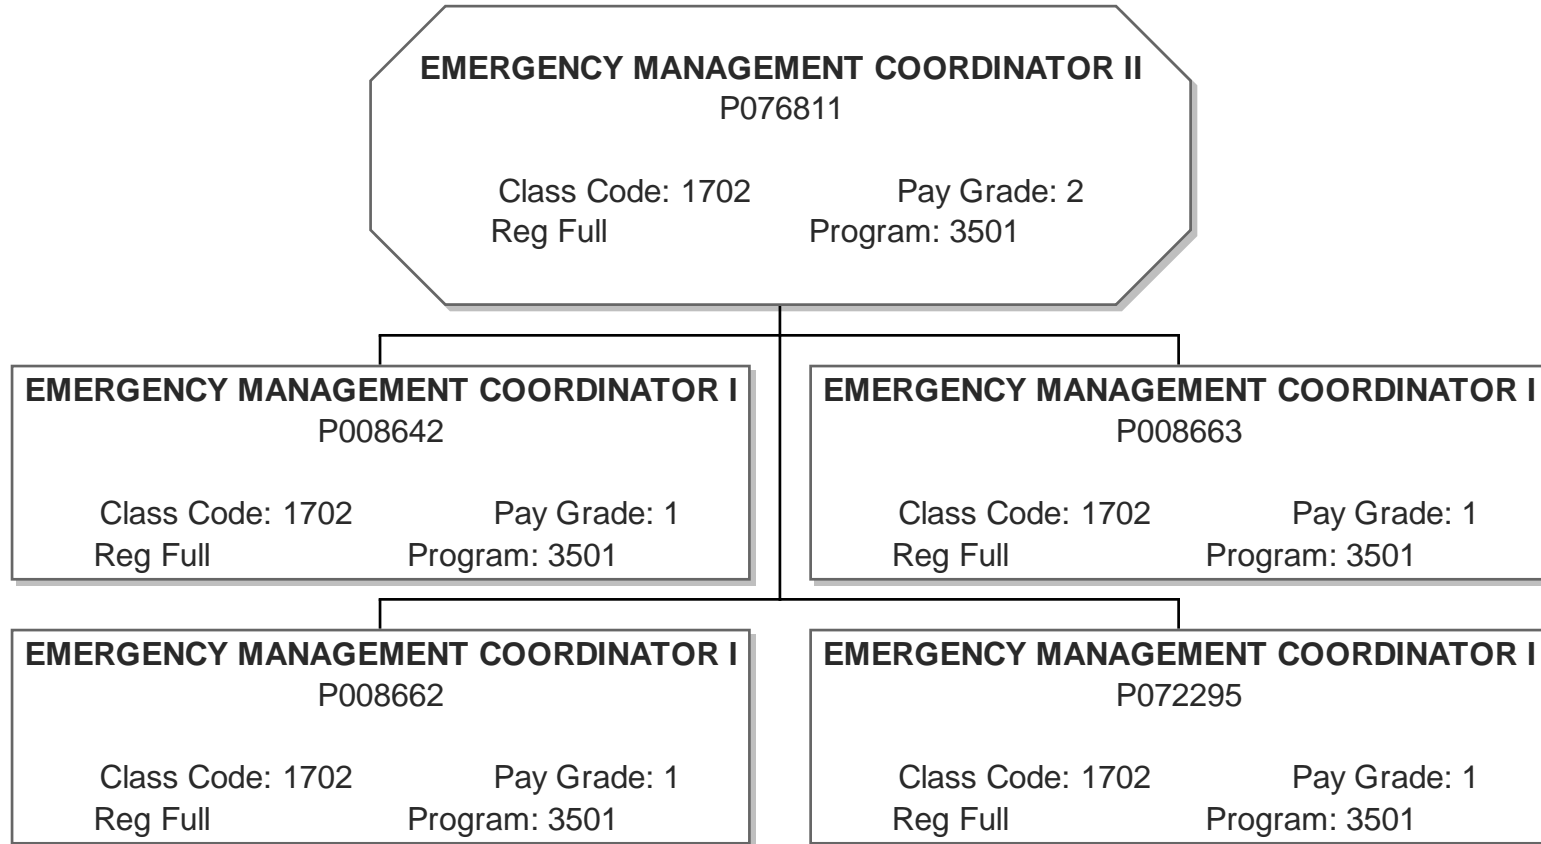 EMERGENCY MANAGEMENT COORDINATOR II
P076811
Class Code: 1702 Pay Grade: 2
Reg Full Program: 3501
EMERGENCY MANAGEMENT COORDINATOR I
P008642
Class Code: 1702 Pay Grade: 1
Reg Full Program: 3501
EMERGENCY MANAGEMENT COORDINATOR I
P008663
Class Code: 1702 Pay Grade: 1
Reg Full Program: 3501
EMERGENCY MANAGEMENT COORDINATOR I
P008662
Class Code: 1702 Pay Grade: 1
Reg Full Program: 3501
EMERGENCY MANAGEMENT COORDINATOR I
P072295
Class Code: 1702 Pay Grade: 1
Reg Full Program: 3501